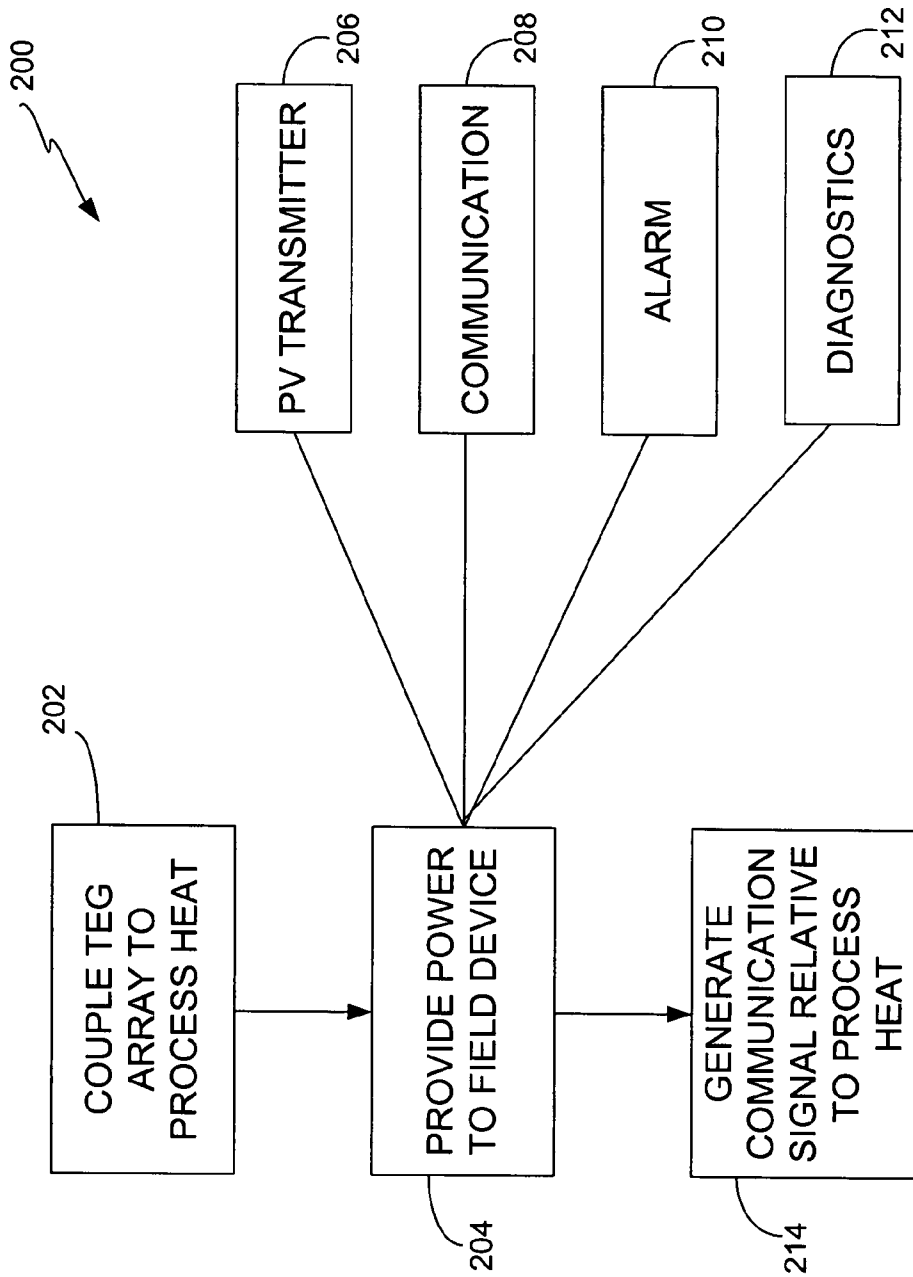 200
202
COUPLE TEG
ARRAY TO
PROCESS HEAT
204
PROVIDE POWER
TO FIELD DEVICE
206
PV TRANSMITTER
208
COMMUNICATION
210
ALARM
212
DIAGNOSTICS
214
GENERATE
COMMUNICATION
SIGNAL RELATIVE
TO PROCESS
HEAT